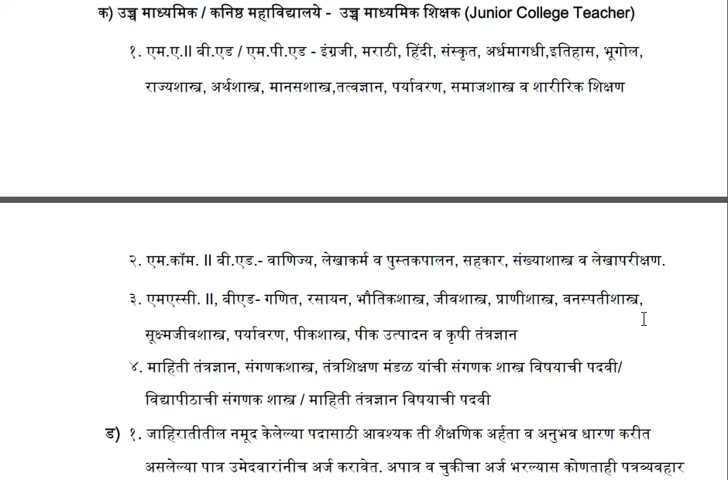 क) उच्च माध्यमिक / कनिष्ठ महाविद्यालये - उच्च माध्यमिक शिक्षक (Junior College Teacher)
१. एम.ए.II बी.एड / एम.पी.एड - इंग्रजी, मराठी, हिंदी, संस्कृत, अर्धमागधी,इतिहास, भूगोल,
राज्यशास्त्र, अर्थशास्त्र, मानसशास्त्र,तत्वज्ञान, पर्यावरण, समाजशास्त्र व शारीरिक शिक्षण
२. एम.कॉम. II बी.एड.- वाणिज्य, लेखाकर्म व पुस्तकपालन, सहकार, संख्याशास्त्र व लेखापरीक्षण.
३. एमएस्सी. II, बीएड- गणित, रसायन, भौतिकशास्त्र, जीवशास्त्र, प्राणीशास्त्र, वनस्पतीशास्त्र,
सूक्ष्मजीवशास्त्र, पर्यावरण, पीकशास्त्र, पीक उत्पादन व कृषी तंत्रज्ञान
४. माहिती तंत्रज्ञान, संगणकशास्त्र, तंत्रशिक्षण मंडळ यांची संगणक शास्त्र विषयाची पदवी/
विद्यापीठाची संगणक शास्त्र / माहिती तंत्रज्ञान विषयाची पदवी
ड) १. जाहिरातीतील नमूद केलेल्या पदासाठी आवश्यक ती शैक्षणिक अर्हता व अनुभव धारण करीत
असलेल्या पात्र उमेदवारांनीच अर्ज करावेत. अपात्र व चुकीचा अर्ज भरल्यास कोणताही पत्रव्यवहार